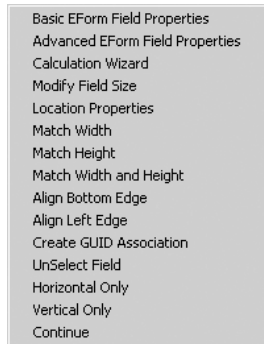 Basic EForm Field Properties
Advanced EForm Field Properties
Calculation Wizard
Modify Field Size
Location Properties
Match Width
Match Height
Match Width and Height
Align Bottom Edge
Align Left Edge
Create GUID Association
UnSelect Field
Horizontal Only
Vertical Only
Continue